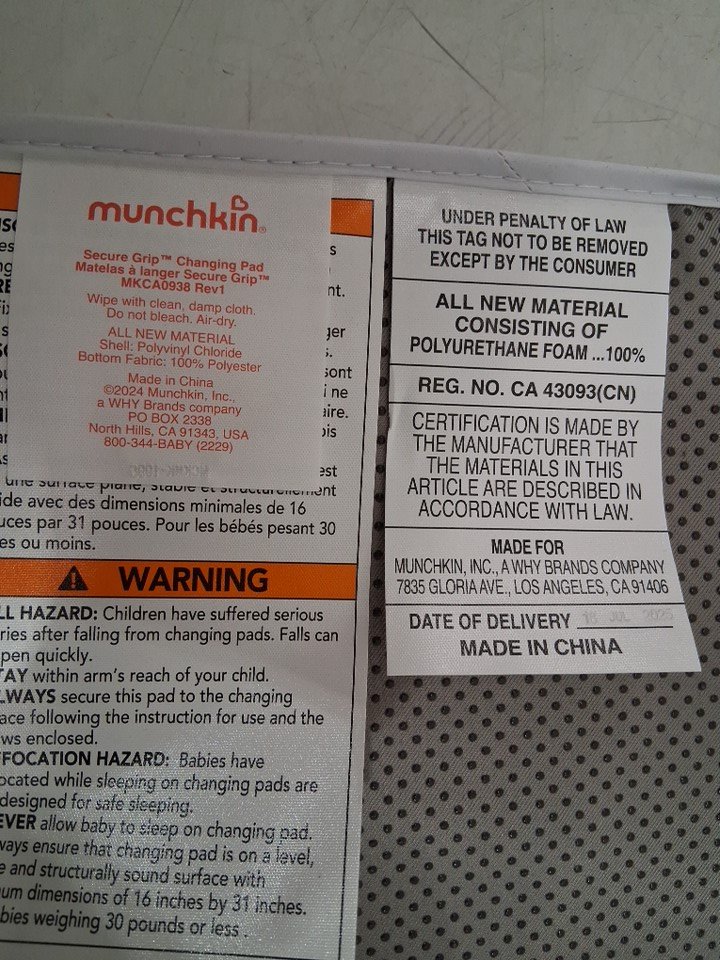 munchkin®
Secure Grip™ Changing Pad
Matelas à langer Secure Grip™
MKCA0938 Rev1
Wipe with clean, damp cloth.
Do not bleach. Air-dry.
ALL NEW MATERIAL
Shell: Polyvinyl Chloride
Bottom Fabric: 100% Polyester
Made in China
©2024 Munchkin, Inc.,
a WHY Brands company
PO BOX 2338
North Hills, CA 91343, USA
800-344-BABY (2229)
une surface plane, stable et structurellement
ide avec des dimensions minimales de 16
uces par 31 pouces. Pour les bébés pesant 30
es ou moins.
WARNING
LL HAZARD: Children have suffered serious
ries after falling from changing pads. Falls can
pen quickly.
TAY within arm's reach of your child.
LWAYS secure this pad to the changing
ace following the instruction for use and the
ws enclosed.
FFOCATION HAZARD: Babies have
ocated while sleeping on changing pads are
designed for safe sleeping.
EVER allow baby to sleep on changing pad.
ways ensure that changing pad is on a level,
e and structurally sound surface with
um dimensions of 16 inches by 31 inches.
bies weighing 30 pounds or less.
UNDER PENALTY OF LAW
THIS TAG NOT TO BE REMOVED
EXCEPT BY THE CONSUMER
ALL NEW MATERIAL
CONSISTING OF
POLYURETHANE FOAM ...100%
REG. NO. CA 43093(CN)
CERTIFICATION IS MADE BY
THE MANUFACTURER THAT
THE MATERIALS IN THIS
ARTICLE ARE DESCRIBED IN
ACCORDANCE WITH LAW.
MADE FOR
MUNCHKIN, INC., A WHY BRANDS COMPANY
7835 GLORIA AVE., LOS ANGELES, CA 91406
DATE OF DELIVERY
MADE IN CHINA